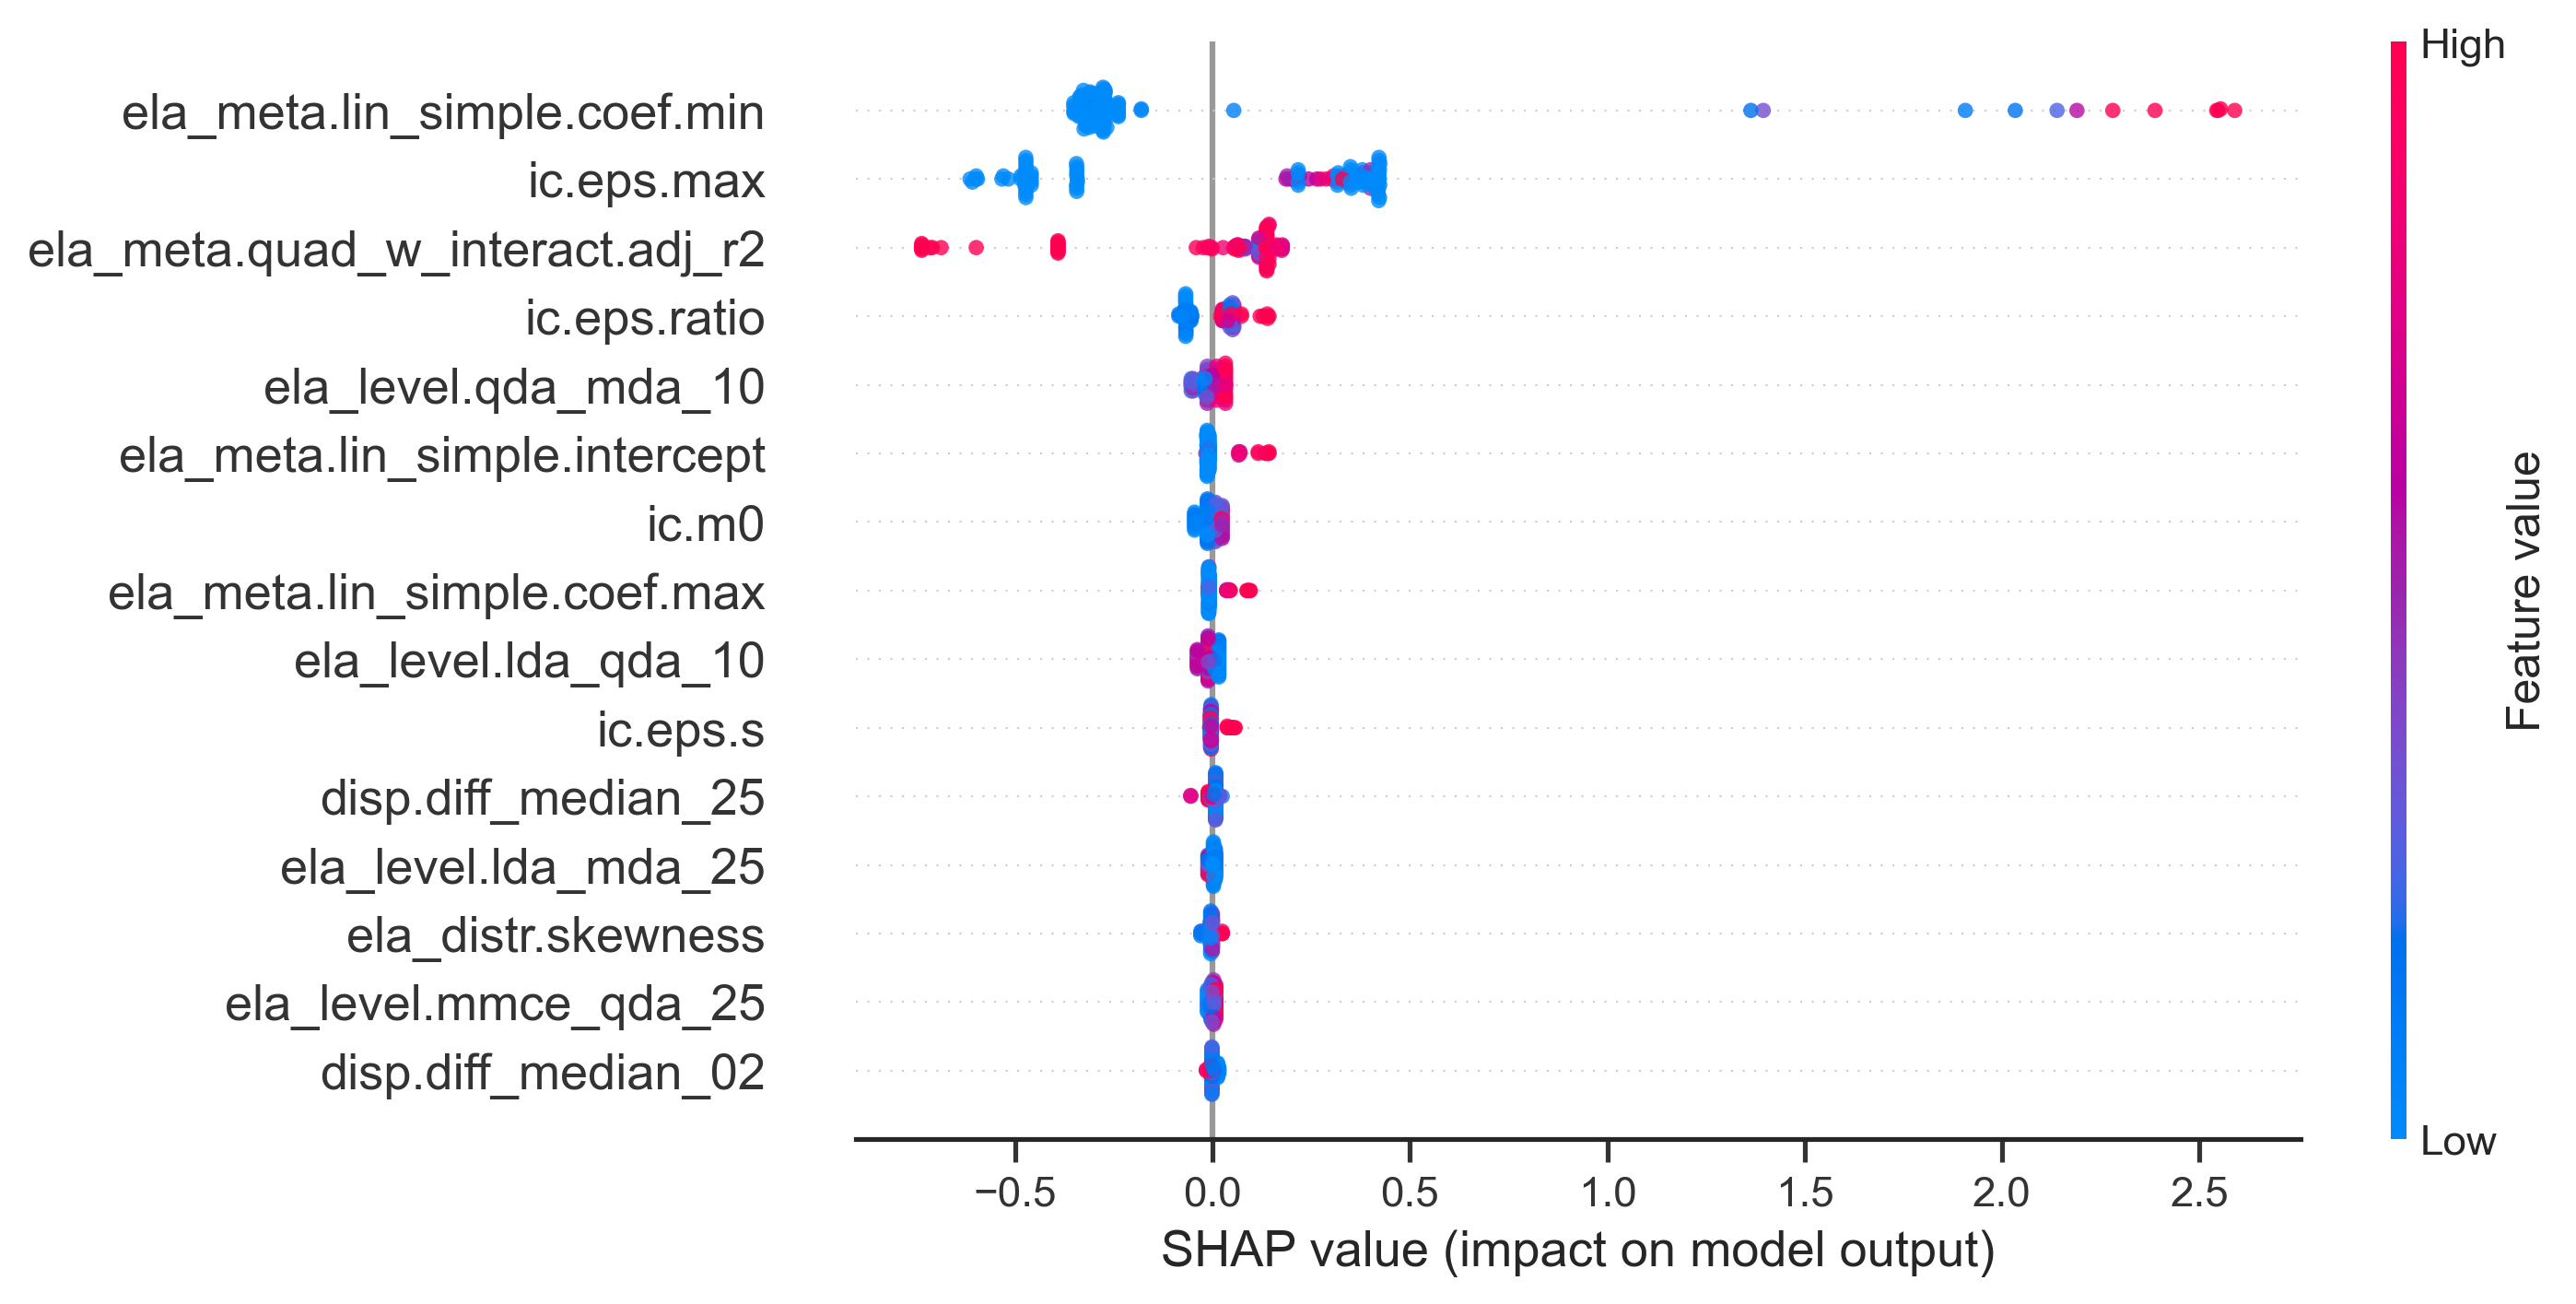 High
ela_meta.lin_simple.coef.min
ic.eps.max
ela_meta.quad_w_interact.adj_r2
ic.eps.ratio
ela_level.qda_mda_10
ela_meta.lin_simple.intercept
ic.m0
ela_meta.lin_simple.coef.max
ela_level.lda_qda_10
ic.eps.s
disp.diff_median_25
ela_level.lda_mda_25
ela_distr.skewness
ela_level.mmce_qda_25
disp.diff_median_02
Feature value
Low
−0.5 0.0 0.5 1.0 1.5 2.0 2.5
SHAP value (impact on model output)